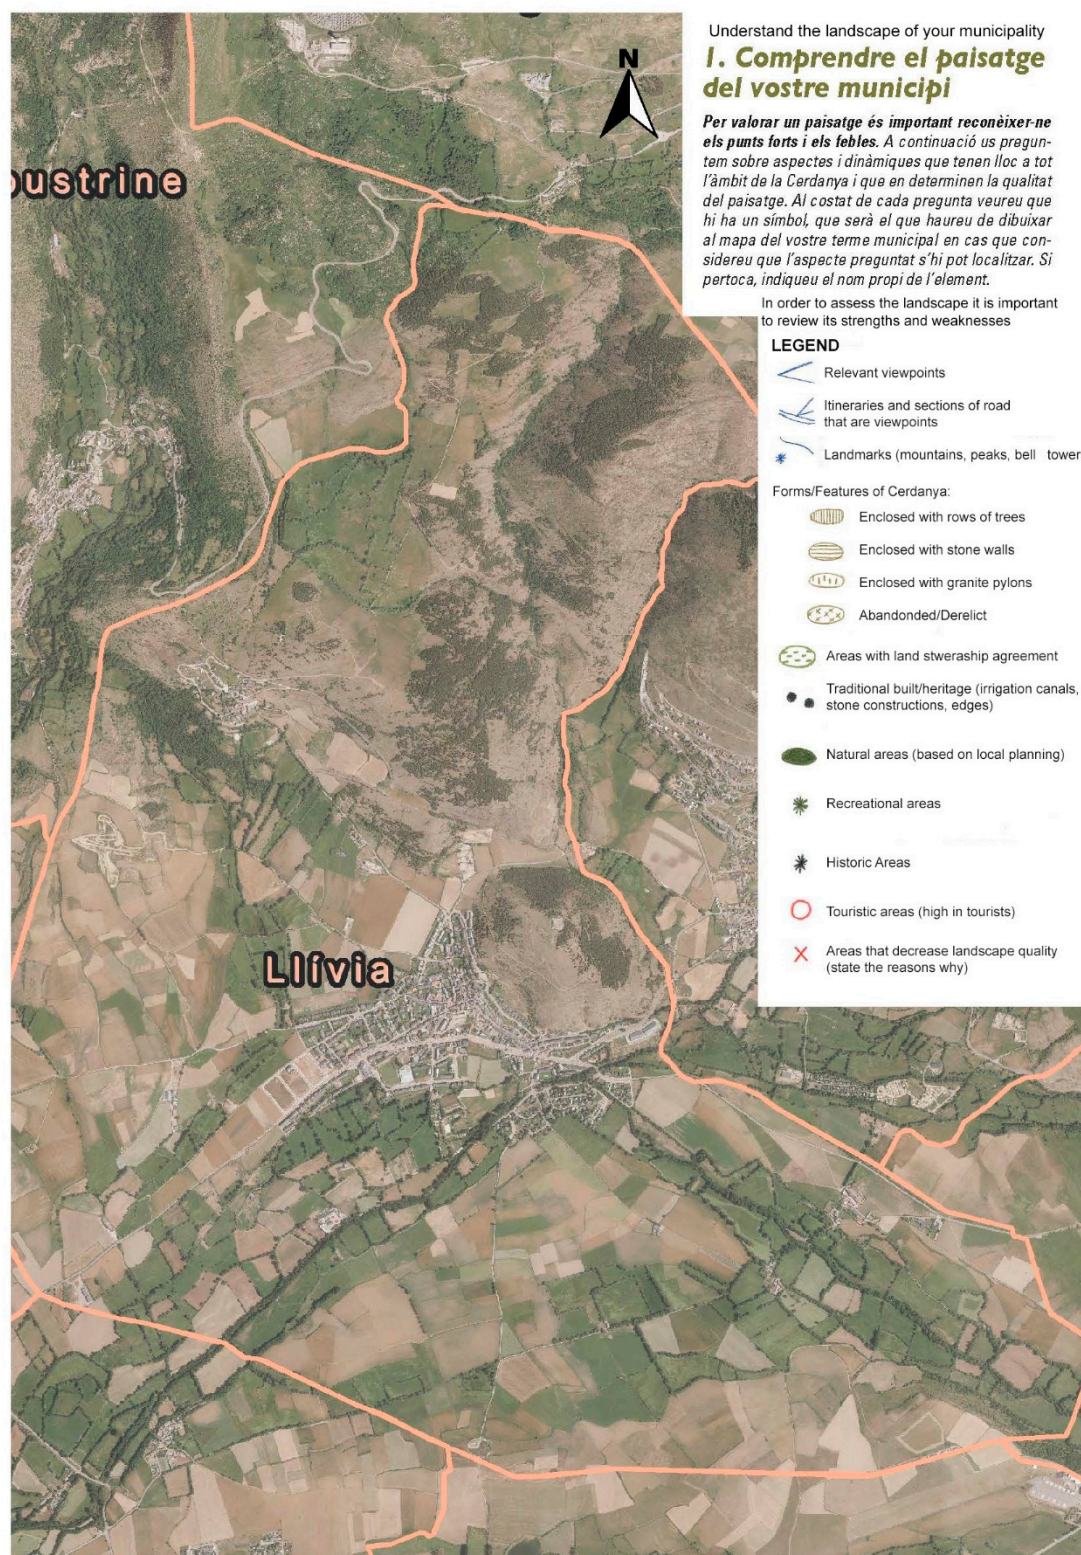 Understand the landscape of your municipality
1. Comprendre el paisatge
del vostre municipi
Per valorar un paisatge és important reconèixer-ne
els punts forts i els febles. A continuació us pregun-
tem sobre aspectes i dinàmiques que tenen lloc a tot
l'àmbit de la Cerdanya i que en determinen la qualitat
del paisatge. Al costat de cada pregunta veureu que
hi ha un símbol, que serà el que haureu de dibuixar
al mapa del vostre terme municipal en cas que con-
sidereu que l'aspecte preguntat s'hi pot localitzar. Si
pertoca, indiqueu el nom propi de l'element.
In order to assess the landscape it is important
to review its strengths and weaknesses
N
oustrine
Llívia
LEGEND
Relevant viewpoints
Itineraries and sections of road
that are viewpoints
Landmarks (mountains, peaks, bell tower
Forms/Features of Cerdanya:
Enclosed with rows of trees
Enclosed with stone walls
Enclosed with granite pylons
Abandonded/Derelict
Areas with land stweraship agreement
Traditional built/heritage (irrigation canals,
stone constructions, edges)
Natural areas (based on local planning)
Recreational areas
Historic Areas
Touristic areas (high in tourists)
Areas that decrease landscape quality
(state the reasons why)